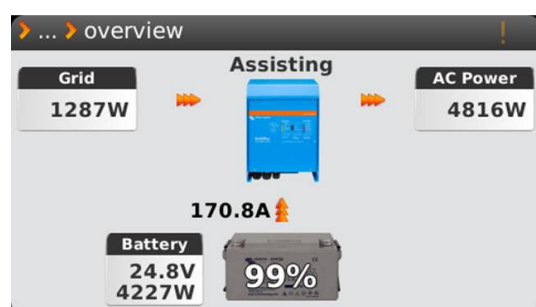 ... overview !
Assisting
Grid
1287W
AC Power
4816W
170.8A
Battery
24.8V
4227W
99%